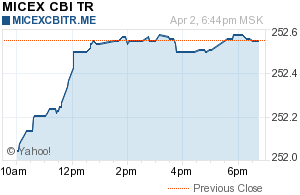 MICEX CBI TR
MICEXCBITR.ME Apr 2, 6:44pm MSK
252.6
252.4
252.2
252.0
© Yahoo!
10am 12pm 2pm 4pm 6pm
Previous Close